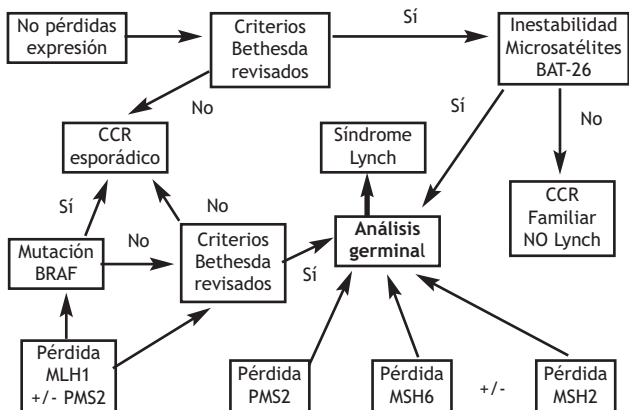 No pérdidas
expresión
Criterios
Bethesda
revisados
Sí
Inestabilidad
Microsatélites
BAT-26
No
Sí
No
CCR
esporádico
Síndrome
Lynch
CCR
Familiar
NO Lynch
Sí
No
Mutación
BRAF
No
Criterios
Bethesda
revisados
Sí
Análisis
germinal
Pérdida
MLH1
+/- PMS2
Pérdida
PMS2
Pérdida
MSH6
+/-
Pérdida
MSH2